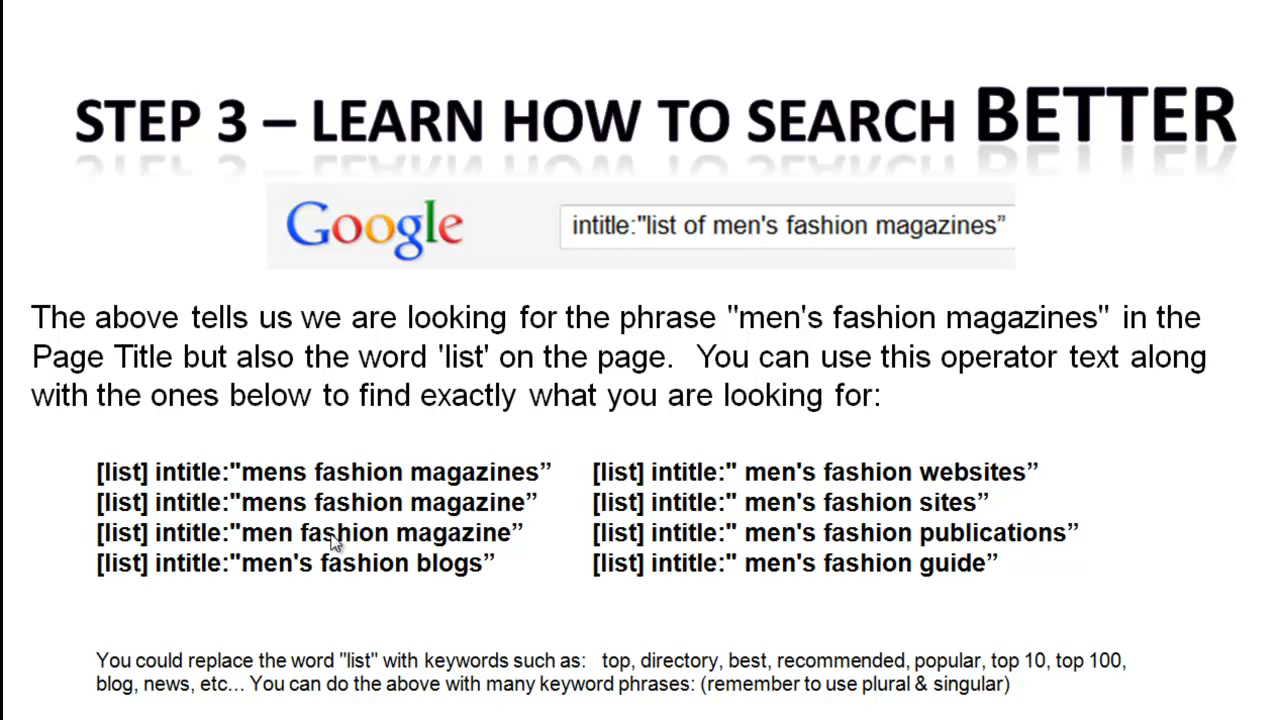 STEP 3 – LEARN HOW TO SEARCH BETTER
Google intitle:"list of men's fashion magazines”
The above tells us we are looking for the phrase "men's fashion magazines" in the
Page Title but also the word 'list' on the page. You can use this operator text along
with the ones below to find exactly what you are looking for:
[list] intitle:"mens fashion magazines”
[list] intitle:"mens fashion magazine”
[list] intitle:"men fashion magazine”
[list] intitle:"men's fashion blogs”
[list] intitle:" men's fashion websites”
[list] intitle:" men's fashion sites”
[list] intitle:" men's fashion publications”
[list] intitle:" men's fashion guide”
You could replace the word "list" with keywords such as: top, directory, best, recommended, popular, top 10, top 100,
blog, news, etc... You can do the above with many keyword phrases: (remember to use plural & singular)